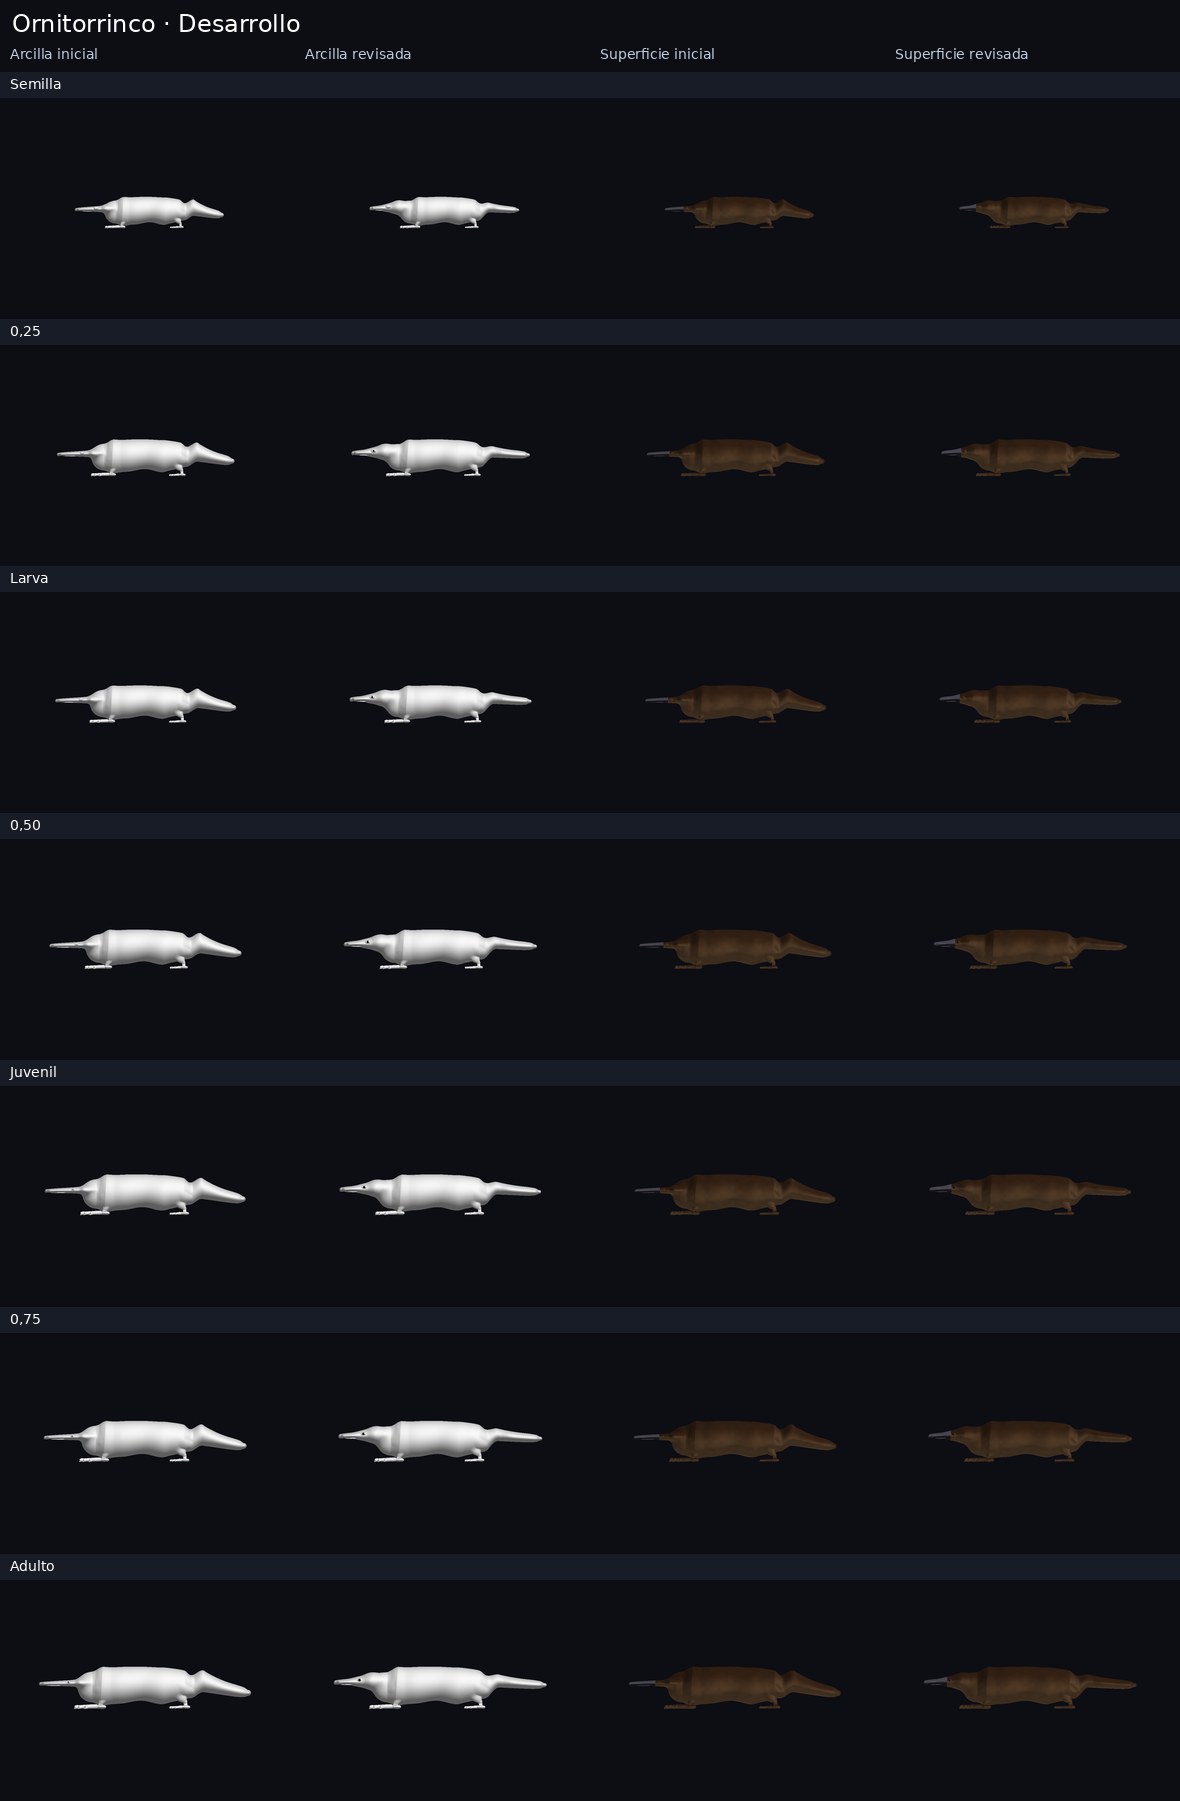 Ornitorrinco · Desarrollo
Arcilla inicial Arcilla revisada Superficie inicial Superficie revisada
Semilla
0,25
Larva
0,50
Juvenil
0,75
Adulto